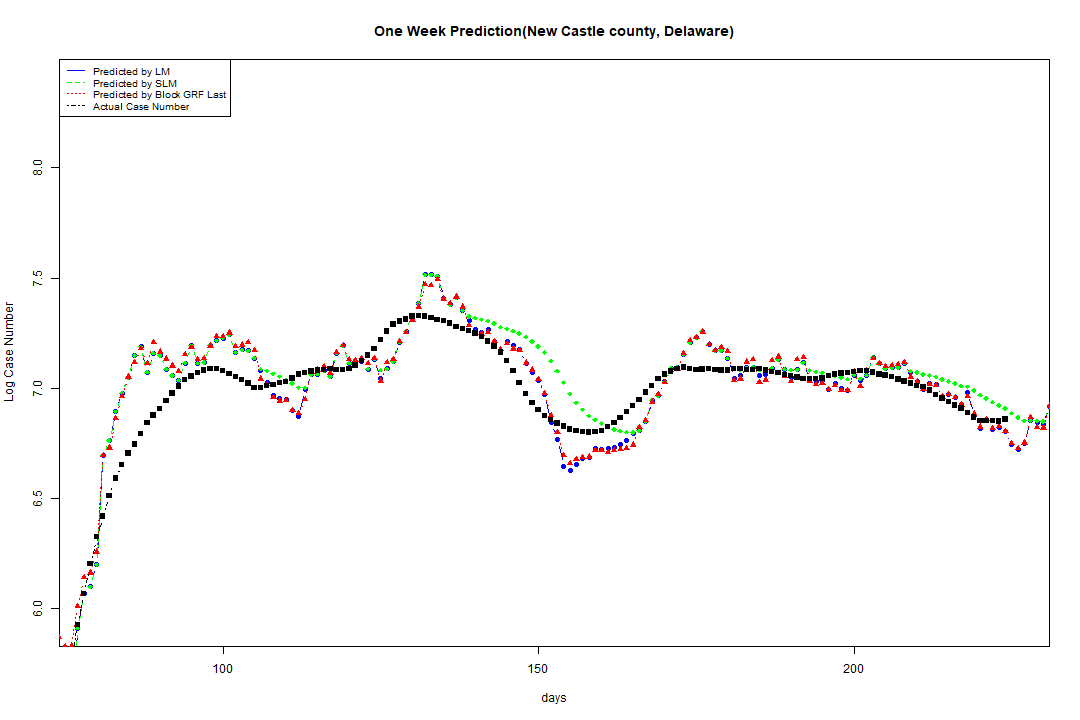 One Week Prediction(New Castle county, Delaware)
Predicted by LM
Predicted by SLM
Predicted by Block GRF Last
Actual Case Number
Log Case Number
8.0
7.5
7.0
6.5
6.0
100 150 200
days